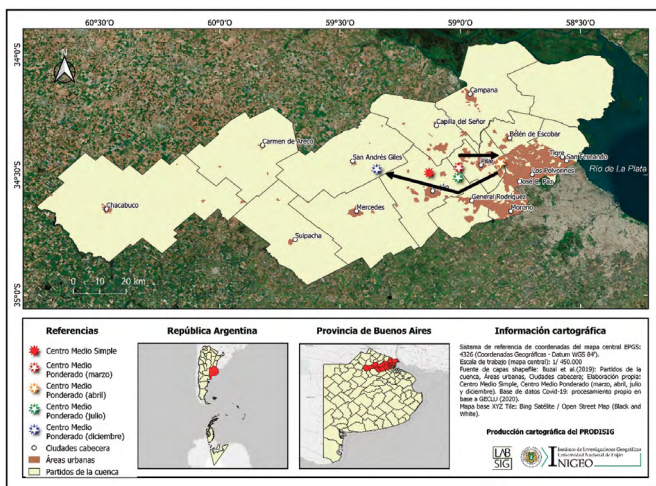 60°30'S
60°00'S
59°30'S
59°00'S
58°30'S
34°0'S
34°30'S
35°0'S
N
Campana
Capilla del Señor
Carmen de Areco
Belén de Escobar
San Andrés Giles
Pilar
Tigre
San Fernando
Los Polvorines
Jose C. Paz
Río de La Plata
General Rodríguez
Moreno
Mercedes
Chacabuco
Suipacha
0 10 20 km
Referencias
Centro Medio Simple
Centro Medio
Ponderado (marzo)
Centro Medio
Ponderado (abril)
Centro Medio
Ponderado (julio)
Centro Medio
Ponderado (diciembre)
Ciudades cabecera
Áreas urbanas
Partidos de la cuenca
República Argentina
Provincia de Buenos Aires
Información cartográfica
Sistema de referencia de coordenadas del mapa central EPGS:
4326 (Coordenadas Geográficas - Datum WGS 84').
Escala de trabajo (mapa central): 1/ 450.000
Fuente de capas shapefile: Buzai et al.(2019): Partidos de la
cuenca, Áreas urbanas, Ciudades cabecera; Elaboración propia:
Centro Medio Simple, Centro Medio Ponderado (marzo, abril, julio
y diciembre). Base de datos Covid-19: procesamiento propio en
base a GECLU (2020).
Mapa base XYZ Tile: Bing Satélite / Open Street Map (Black and
White).
Producción cartográfica del PRODISIG
LAB
SIG
Instituto de Investigaciones Geográficas
Universidad Nacional de Luján
INIGEO